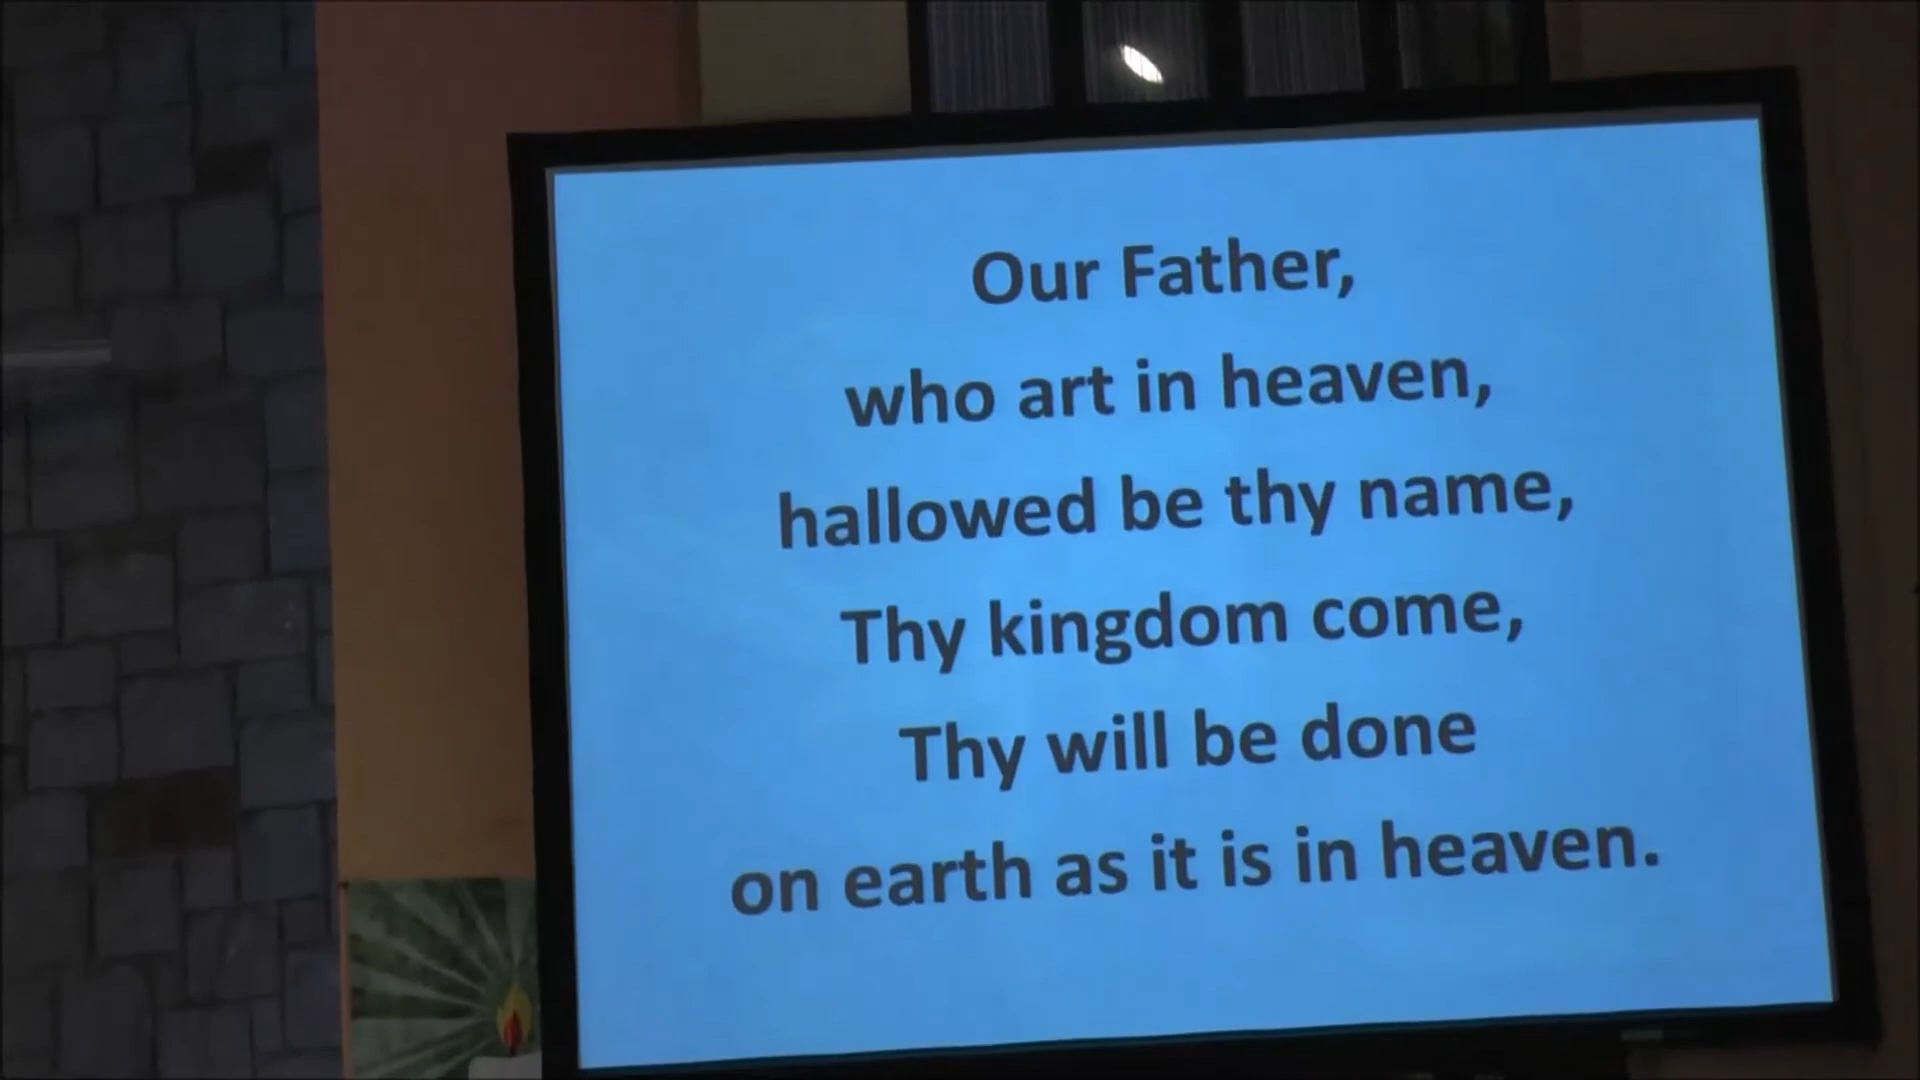 Our Father,
who art in heaven,
hallowed be thy name,
Thy kingdom come,
Thy will be done
on earth as it is in heaven.